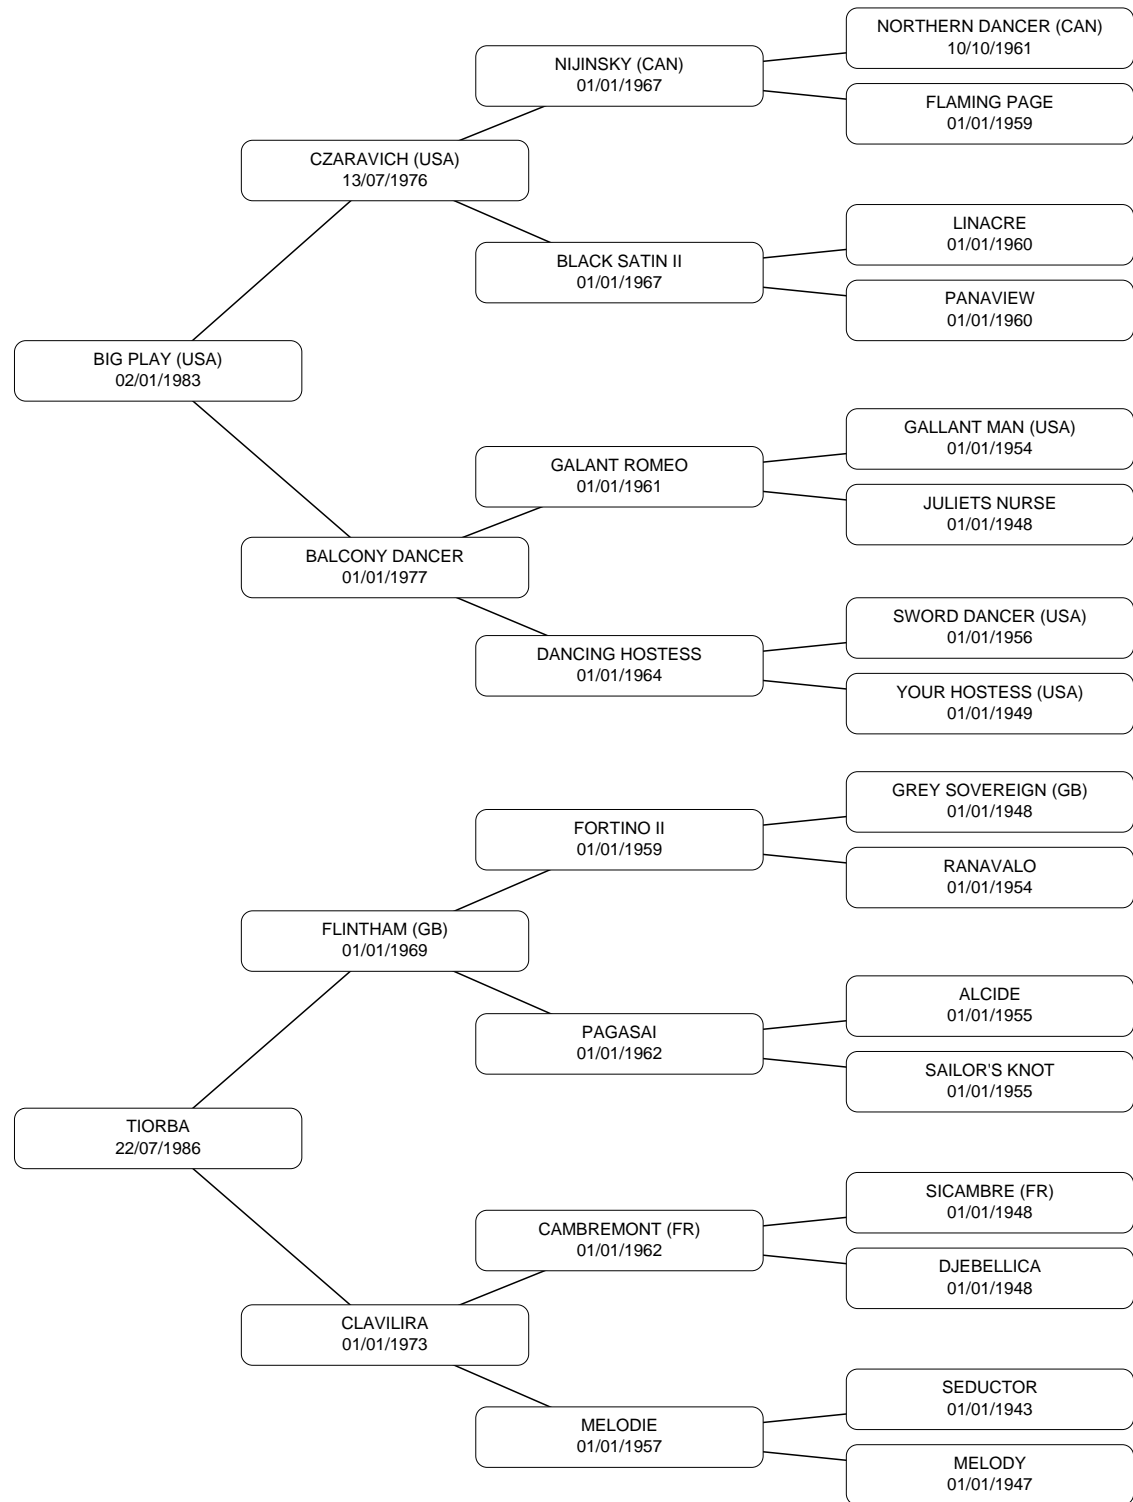 NORTHERN DANCER (CAN)
10/10/1961
NIJINSKY (CAN)
01/01/1967
FLAMING PAGE
01/01/1959
CZARAVICH (USA)
13/07/1976
LINACRE
01/01/1960
BLACK SATIN II
01/01/1967
PANAVIEW
01/01/1960
BIG PLAY (USA)
02/01/1983
GALLANT MAN (USA)
01/01/1954
GALANT ROMEO
01/01/1961
JULIETS NURSE
01/01/1948
BALCONY DANCER
01/01/1977
SWORD DANCER (USA)
01/01/1956
DANCING HOSTESS
01/01/1964
YOUR HOSTESS (USA)
01/01/1949
GREY SOVEREIGN (GB)
01/01/1948
FORTINO II
01/01/1959
RANAVALO
01/01/1954
FLINTHAM (GB)
01/01/1969
ALCIDE
01/01/1955
PAGASAI
01/01/1962
SAILOR'S KNOT
01/01/1955
TIORBA
22/07/1986
SICAMBRE (FR)
01/01/1948
CAMBREMONT (FR)
01/01/1962
DJEBELLICA
01/01/1948
CLAVILIRA
01/01/1973
SEDUCTOR
01/01/1943
MELODIE
01/01/1957
MELODY
01/01/1947